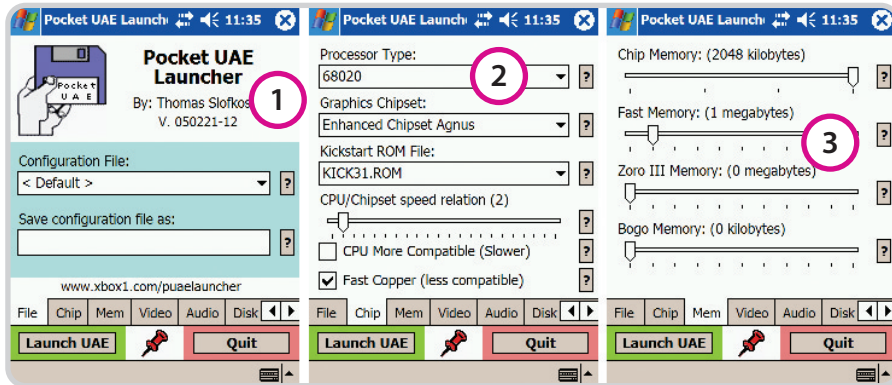 Pocket UAE Launch 11:35
Pocket
U A E
Pocket UAE
Launcher
By: Thomas Slofkos
V. 050221-12
1
Configuration File:
< Default >
?
Save configuration file as:
?
www.xbox1.com/puaelauncher
File Chip Mem Video Audio Disk
Launch UAE Quit
Pocket UAE Launch 11:35
Processor Type:
68020
?
2
Graphics Chipset:
Enhanced Chipset Agnus
?
Kickstart ROM File:
KICK31.ROM
?
CPU/Chipset speed relation (2)
?
CPU More Compatible (Slower)
?
Fast Copper (less compatible)
?
File Chip Mem Video Audio Disk
Launch UAE Quit
Pocket UAE Launch 11:35
Chip Memory: (2048 kilobytes)
?
Fast Memory: (1 megabytes)
?
3
Zoro III Memory: (0 megabytes)
?
Bogo Memory: (0 kilobytes)
?
File Chip Mem Video Audio Disk
Launch UAE Quit